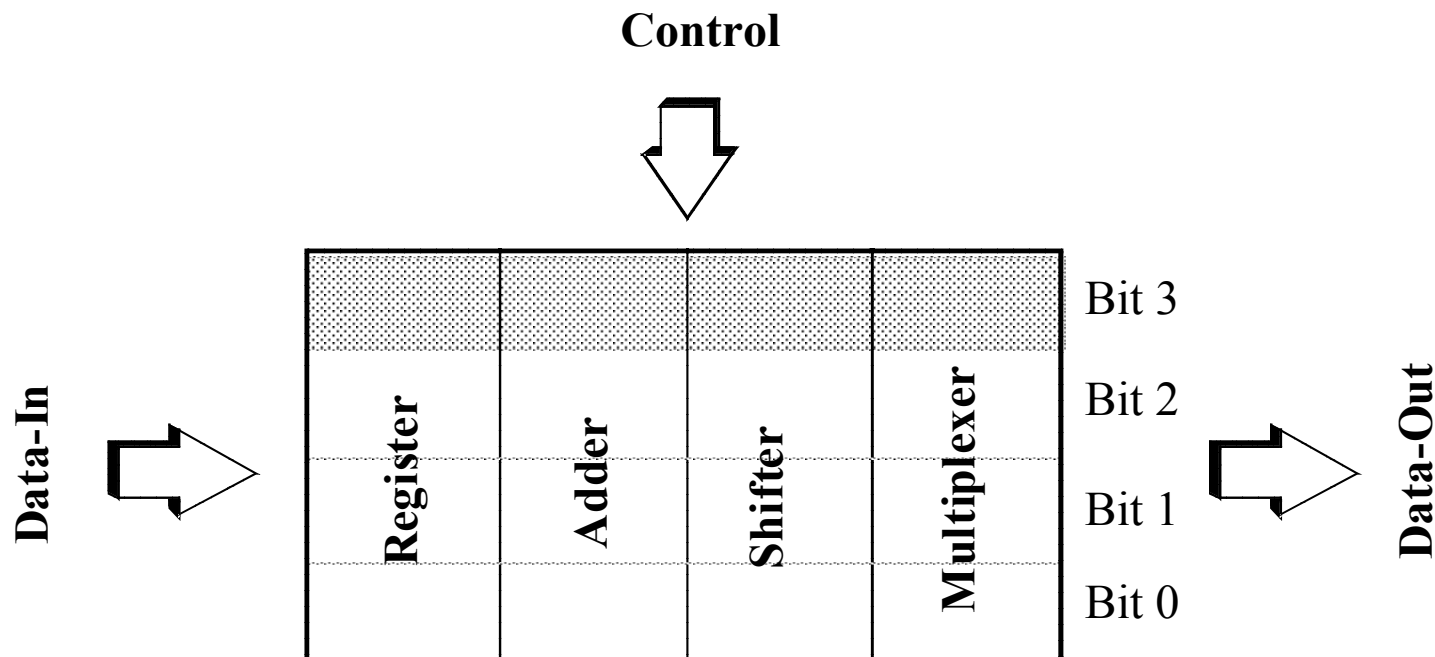 Control
Data-In
Register
Adder
Shifter
Multiplexer
Bit 3
Bit 2
Bit 1
Bit 0
Data-Out